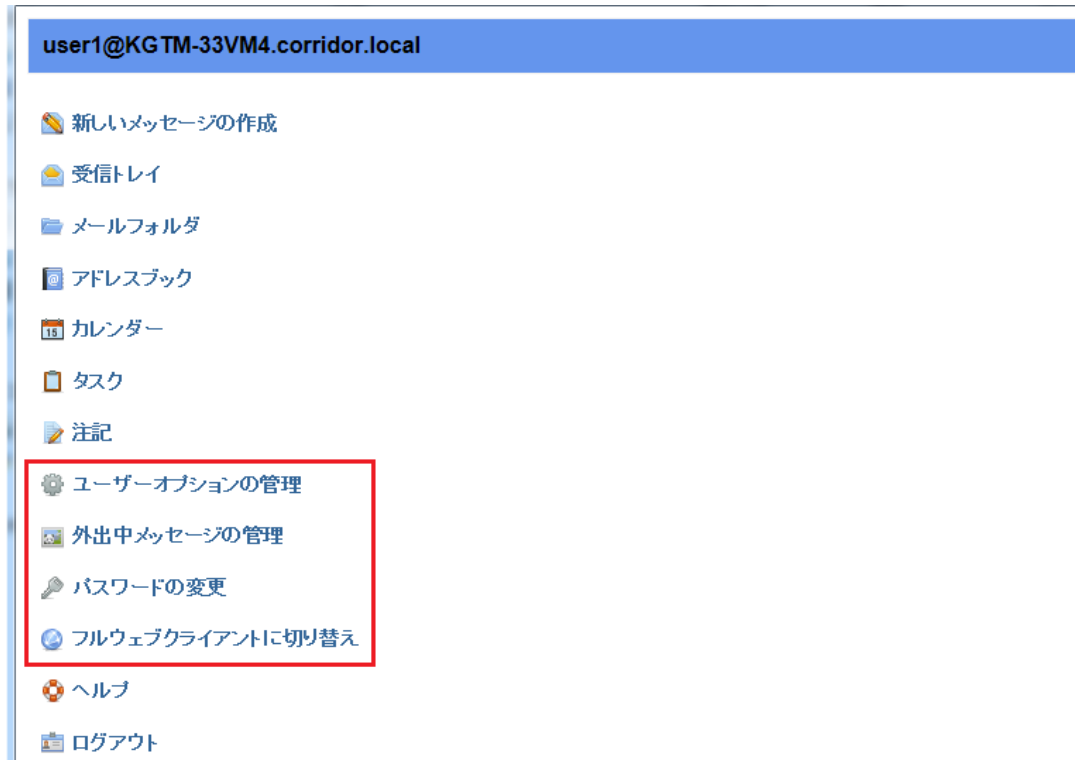 user1@KGTM-33VM4.corridor.local
新しいメッセージの作成
受信トレイ
メールフォルダ
アドレスブック
15 カレンダー
タスク
注記
ユーザーオプションの管理
外出中メッセージの管理
パスワードの変更
フルウェブクライアントに切り替え
ヘルプ
ログアウト